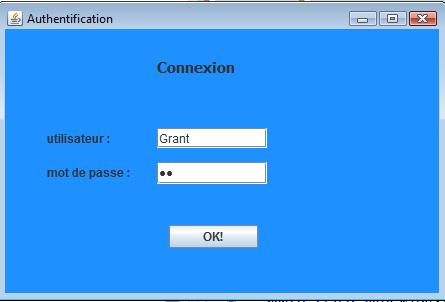 Authentification
Connexion
utilisateur :
Grant
mot de passe :
●●
OK!